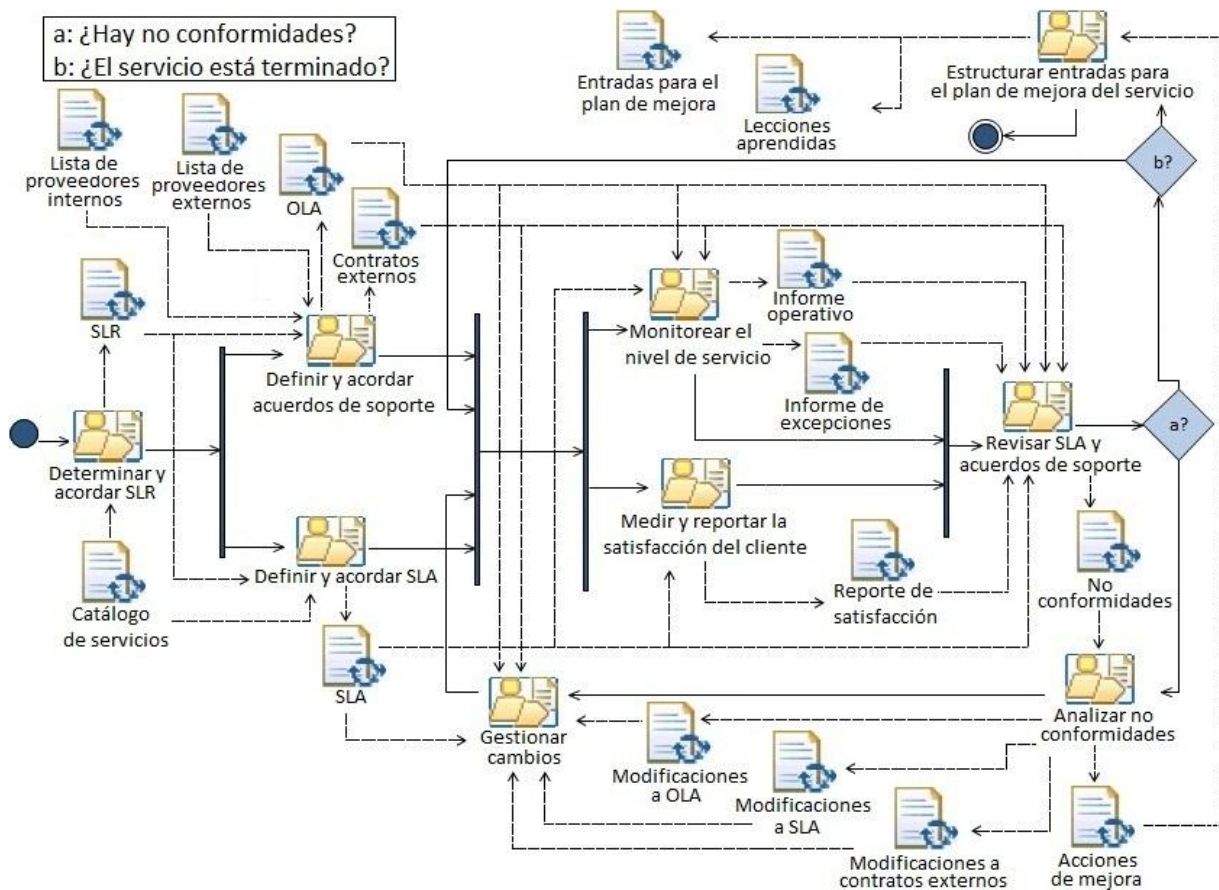 a: ¿Hay no conformidades?
b: ¿El servicio está terminado?
Entradas para el
plan de mejora
Lecciones
aprendidas
Estructurar entradas para
el plan de mejora del servicio
b?
Lista de
proveedores
internos
Lista de
proveedores
externos
OLA
Contratos
externos
SLR
Definir y acordar
acuerdos de soporte
Monitorear el
nivel de servicio
Informe
operativo
Informe de
excepciones
Revisar SLA y
acuerdos de soporte
a?
Determinar y
acordar SLR
Catálogo
de servicios
Definir y acordar SLA
SLA
Medir y reportar la
satisfacción del cliente
Reporte de
satisfacción
No
conformidades
Gestionar
cambios
Analizar no
conformidades
Modificaciones
a OLA
Modificaciones
a SLA
Modificaciones a
contratos externos
Acciones
de mejora